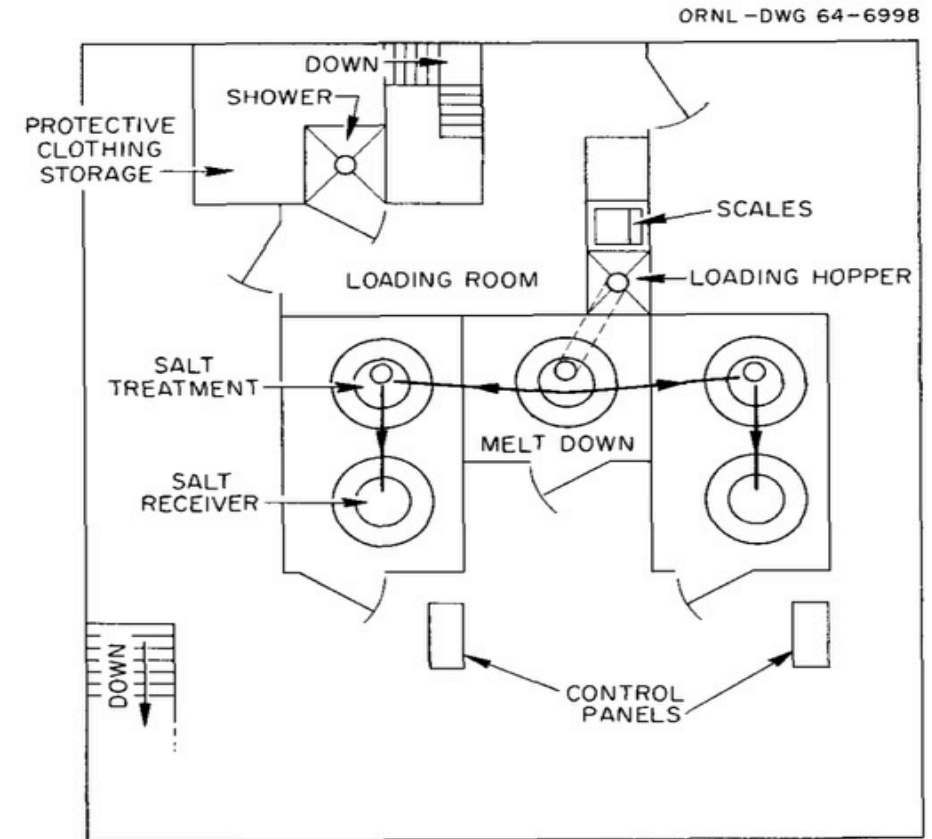 ORNL-DWG 64-6998
DOWN
SHOWER
PROTECTIVE
CLOTHING
STORAGE
SCALES
LOADING ROOM
LOADING HOPPER
SALT
TREATMENT
MELT DOWN
SALT
RECEIVER
DOWN
CONTROL
PANELS